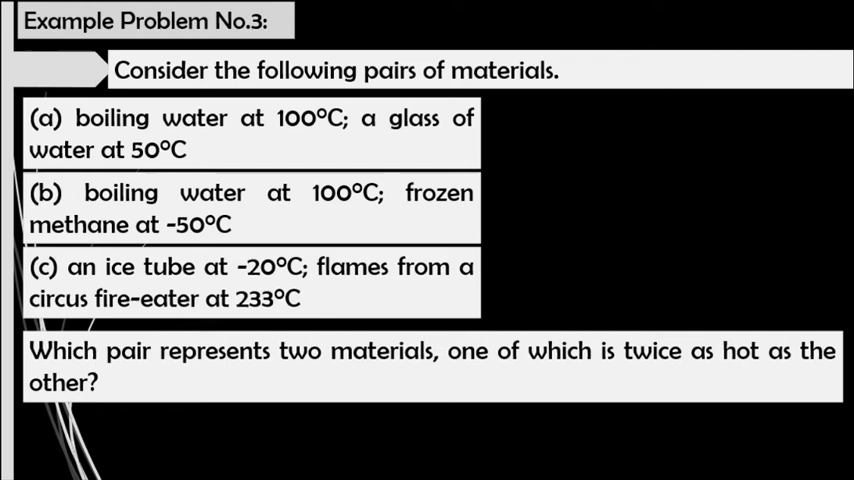 Example Problem No.3:
Consider the following pairs of materials.
(a) boiling water at 100°C; a glass of
water at 50°C
(b) boiling water at 100°C; frozen
methane at -50°C
(c) an ice tube at -20°C; flames from a
circus fire-eater at 233°C
Which pair represents two materials, one of which is twice as hot as the
other?